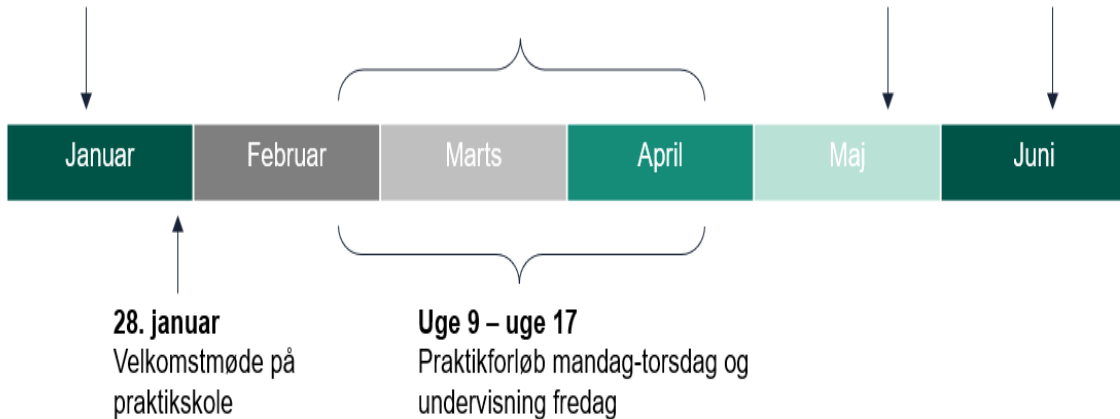 Januar
Februar
Marts
April
Maj
Juni
28. januar
Velkomstmøde på
praktikskole
Uge 9 – uge 17
Praktikforløb mandag-torsdag og
undervisning fredag